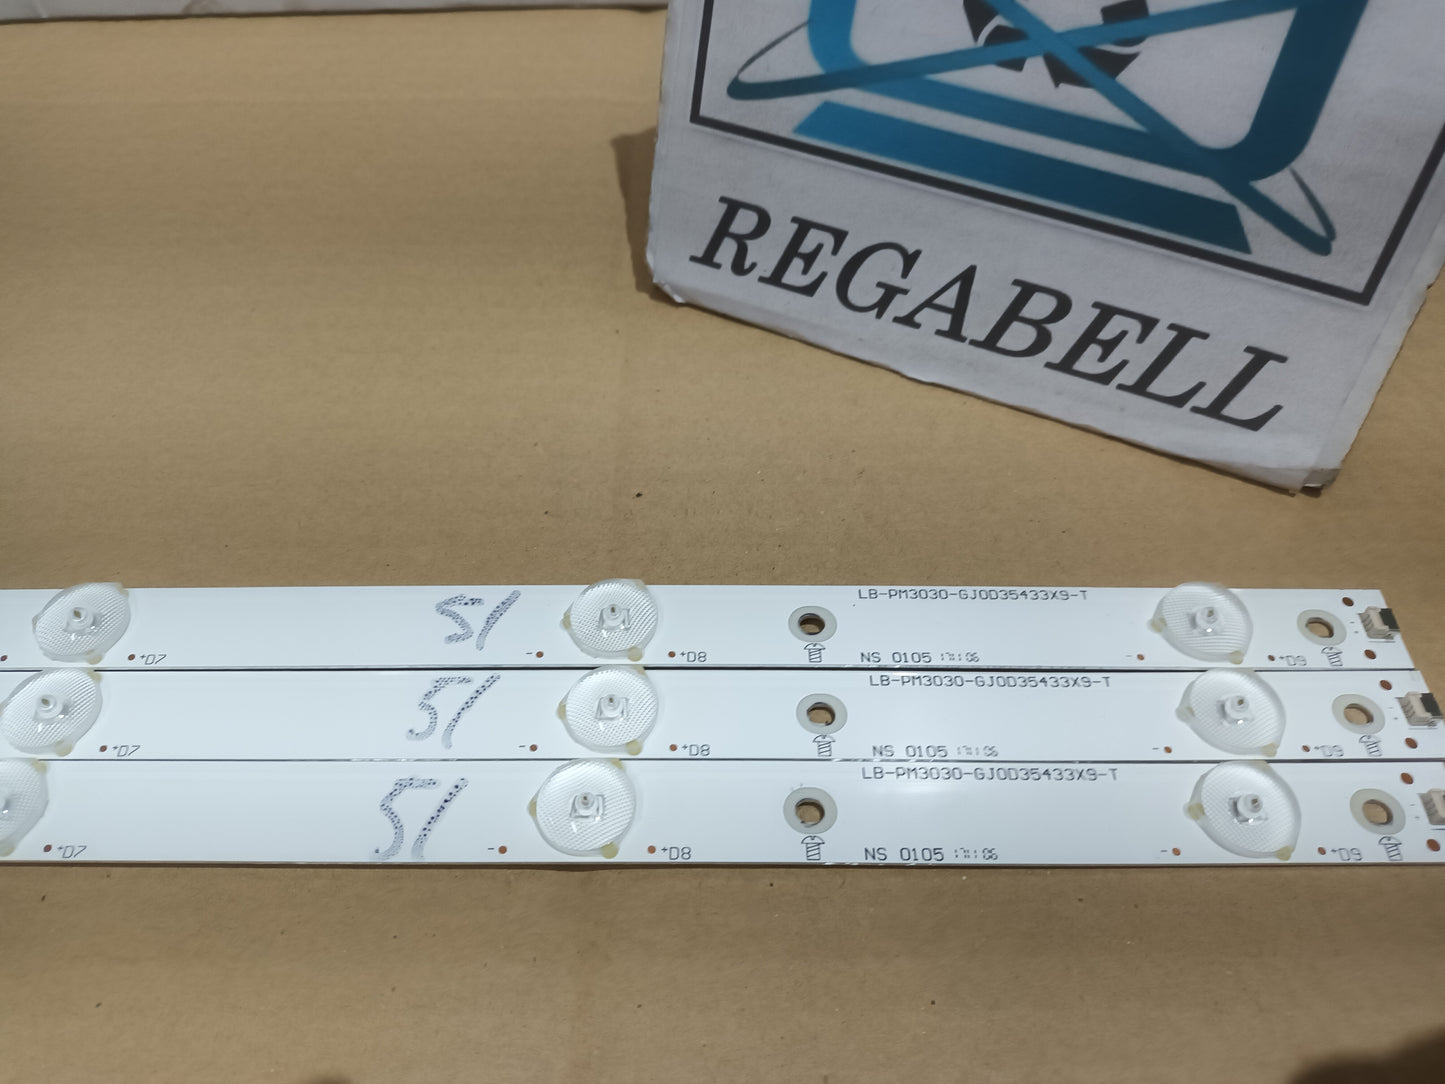 REGABELL
LB-PM3030-GJ0D35433X9-T
51
+D7
- +D8
NS 0105
- +D9
LB-PM3030-GJ0D35433X9-T
51
+D7
- +D8
NS 0105
- +D9
LB-PM3030-GJ0D35433X9-T
51
+D7
- +D8
NS 0105
- +D9